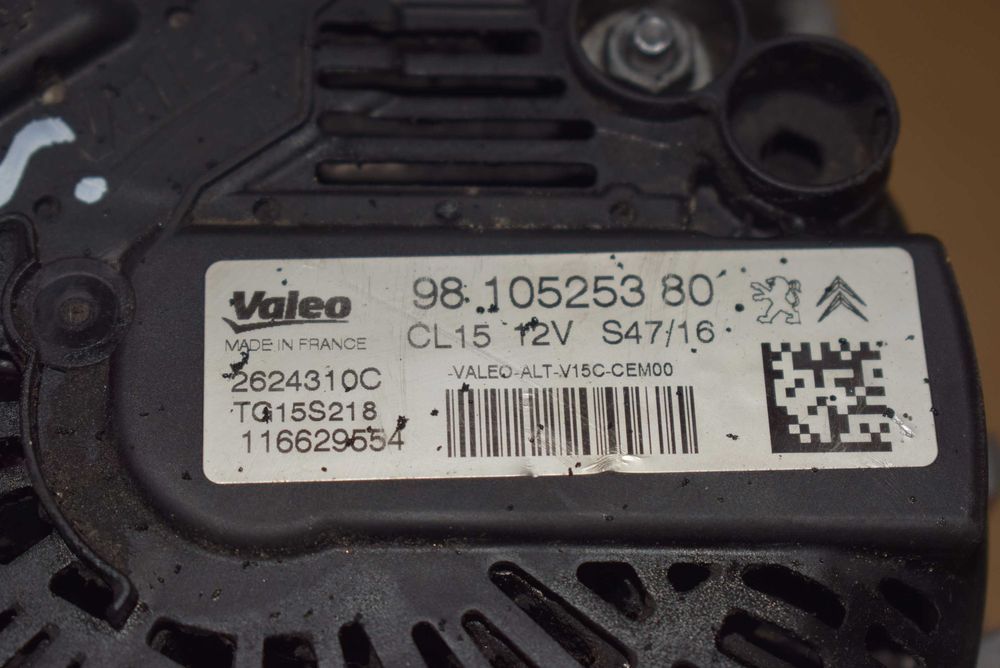 Valeo
MADE IN FRANCE
98 105253 80
CL15 12V S47/16
2624310C
TG15S218
116629554
-VALEO-ALT-V15C-CEM00